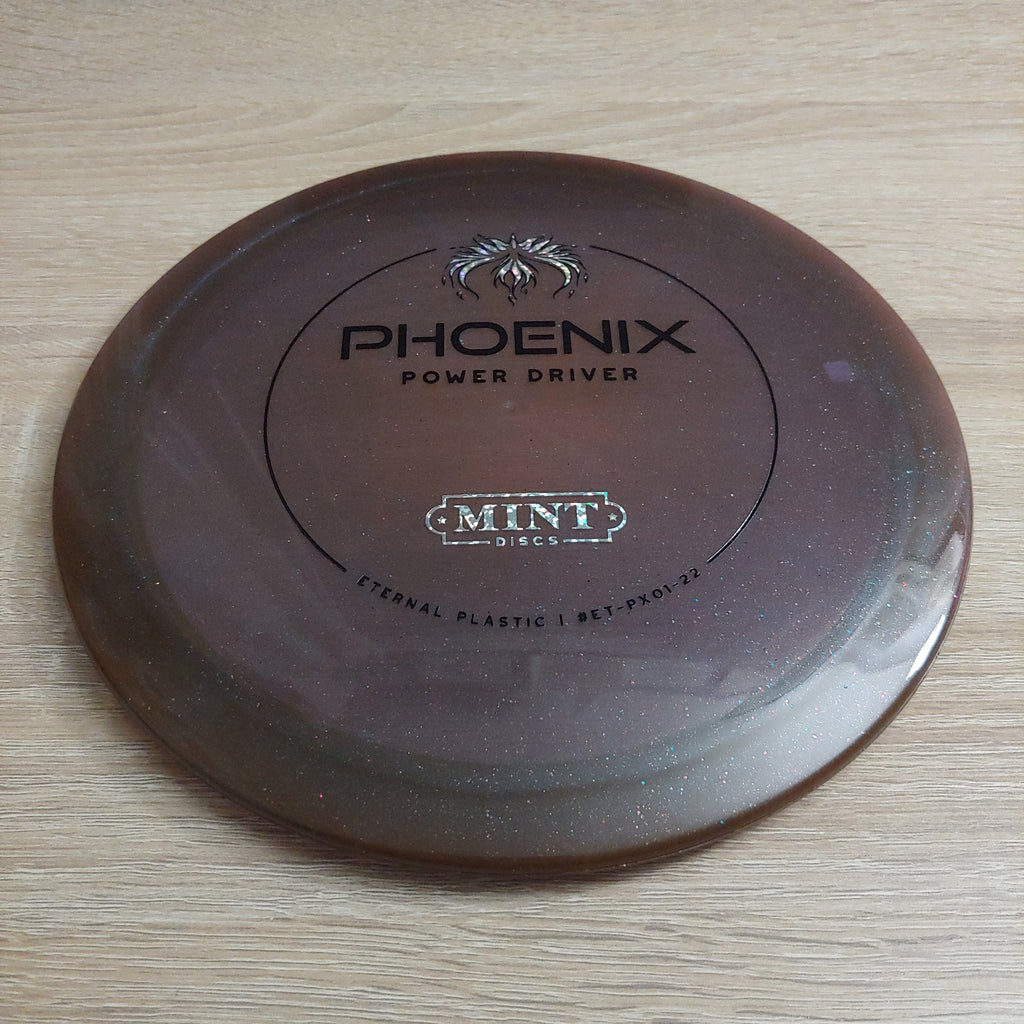 PHOENIX
POWER DRIVER
MINT
DISCS
ETERNAL PLASTIC | #ET-PX01-22